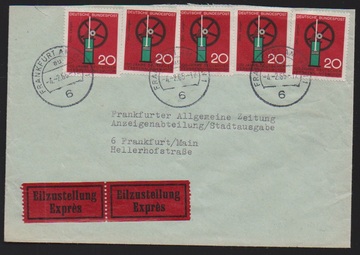 DEUTSCHE BUNDESPOST DEUTSCHE BUNDESPOST DEUTSCHE BUNDESPOST DEUTSCHE BUNDESPOST DEUTSCHE BUNDESPOST
20 20 20 20 20
FRANKFURT
6 6 6
Frankfurter Allgemeine Zeitung
Anzeigenabteilung/Stadtausgabe
6 Frankfurt/Main
Hellerhofstraße
Eilzustellung Eilzustellung
Exprès Exprès